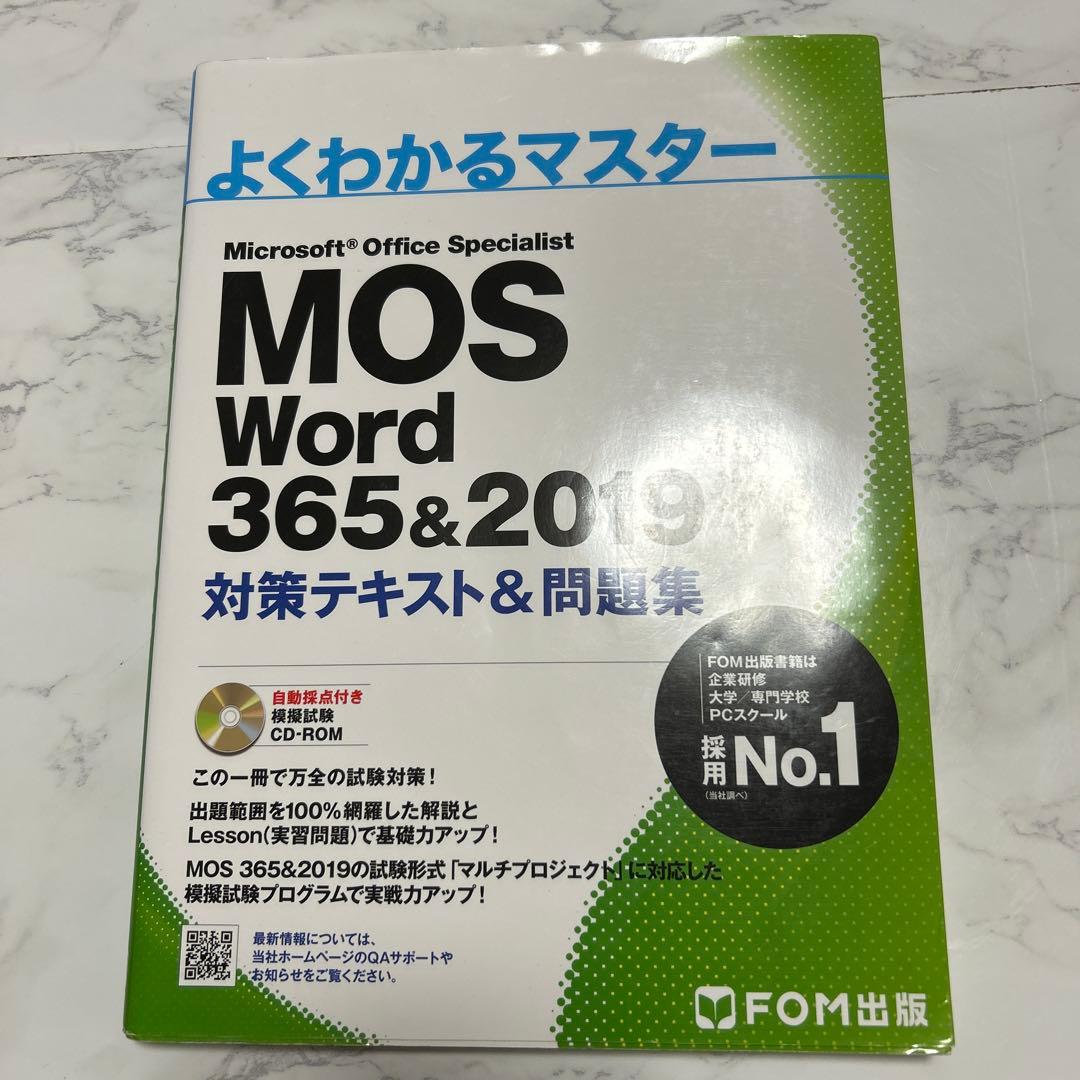 よくわかるマスター
Microsoft® Office Specialist
MOS
Word
365&2019
対策テキスト&問題集
FOM出版書籍は
企業研修
大学/専門学校
PCスクール
採用 No.1
(当社調べ)
自動採点付き
模擬試験
CD-ROM
この一冊で万全の試験対策!
出題範囲を100%網羅した解説と
Lesson(実習問題)で基礎力アップ!
MOS 365&2019の試験形式「マルチプロジェクト」に対応した
模擬試験プログラムで実戦力アップ!
最新情報については、
当社ホームページのQAサポートや
お知らせをご覧ください。
FOM出版